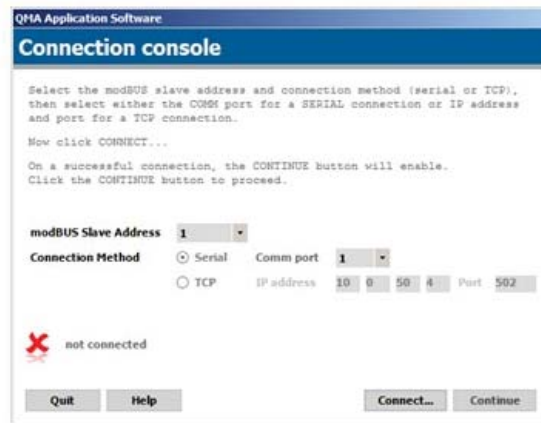 QMA Application Software
Connection console
Select the modBUS slave address and connection method (serial or TCP),
then select either the COMM port for a SERIAL connection or IP address
and port for a TCP connection.
Now click CONNECT...
On a successful connection, the CONTINUE button will enable.
Click the CONTINUE button to proceed.
modBUS Slave Address 1
Connection Method Serial Comm port 1
TCP IP address 10 0 50 4 Port 502
not connected
Quit Help Connect... Continue